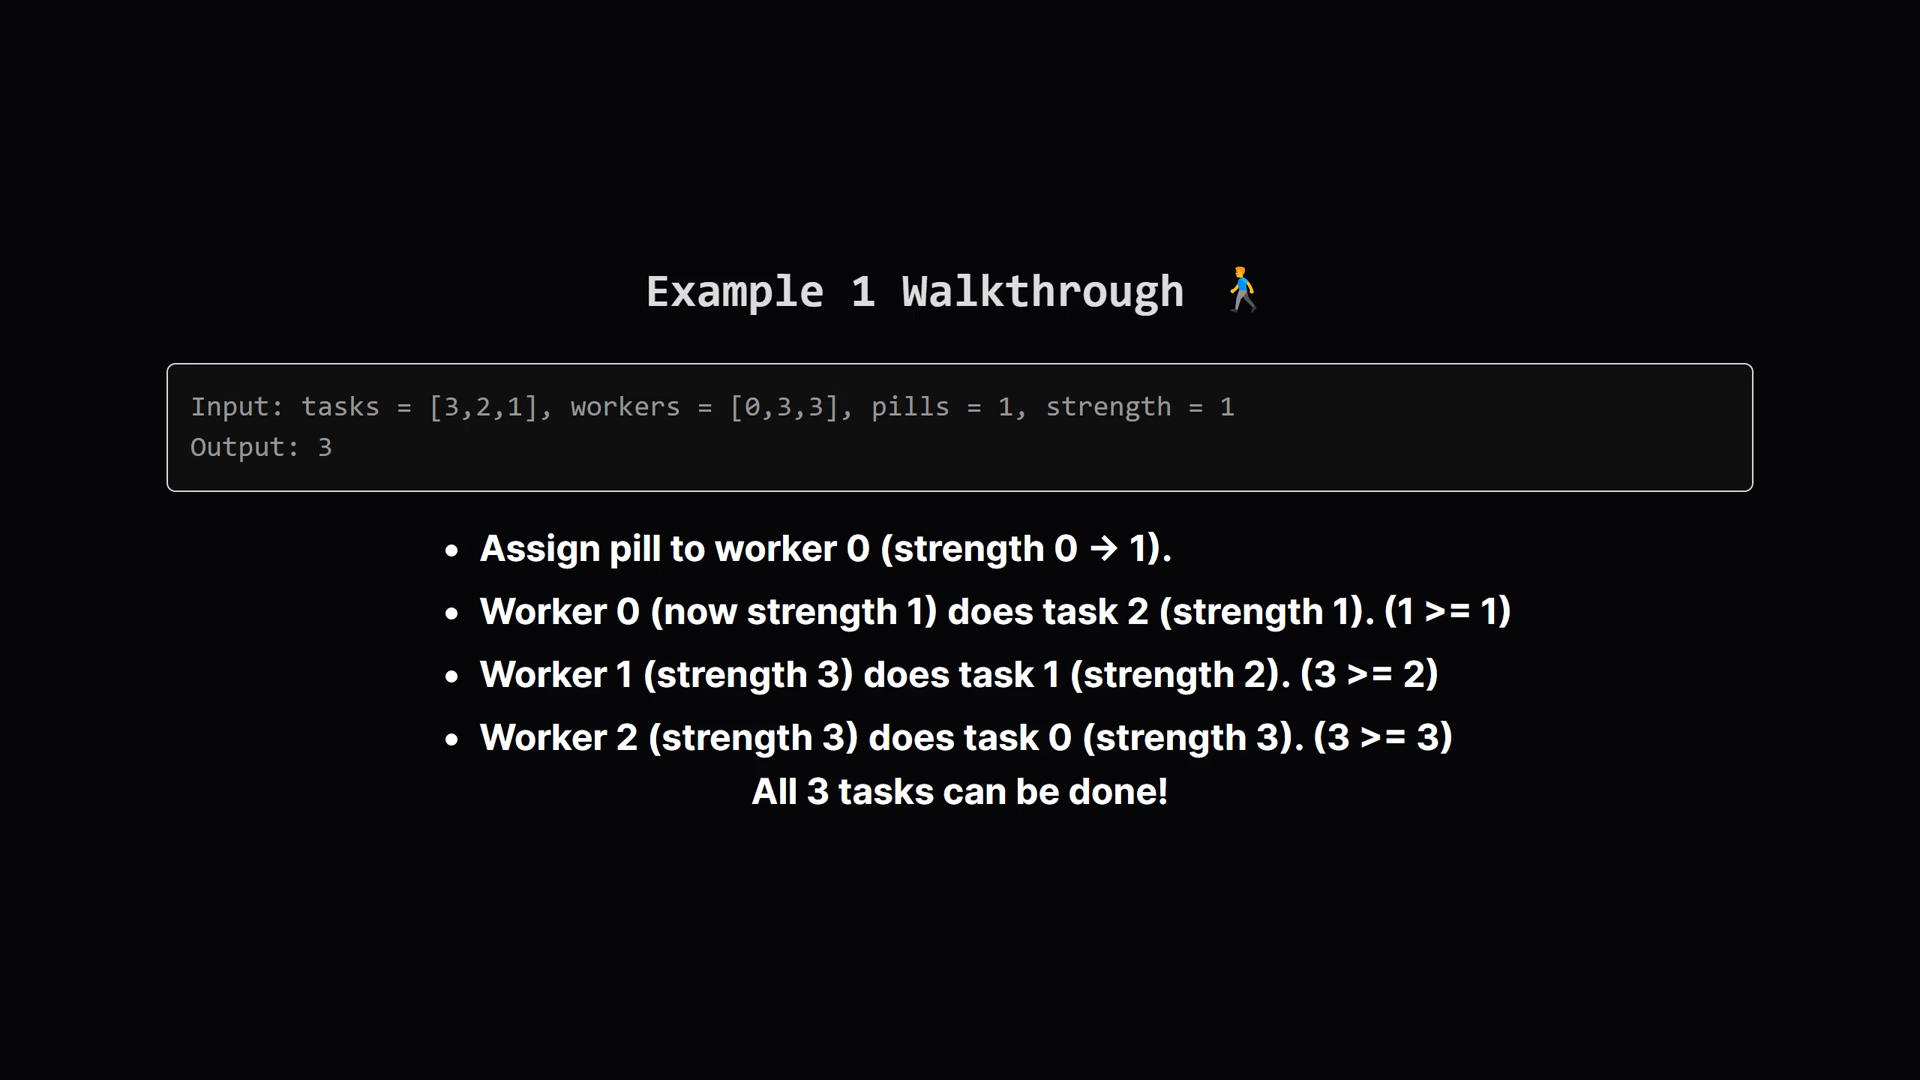 Example 1 Walkthrough 🚶‍♂️
Input: tasks = [3,2,1], workers = [0,3,3], pills = 1, strength = 1
Output: 3
• Assign pill to worker 0 (strength 0 → 1).
• Worker 0 (now strength 1) does task 2 (strength 1). (1 >= 1)
• Worker 1 (strength 3) does task 1 (strength 2). (3 >= 2)
• Worker 2 (strength 3) does task 0 (strength 3). (3 >= 3)
All 3 tasks can be done!